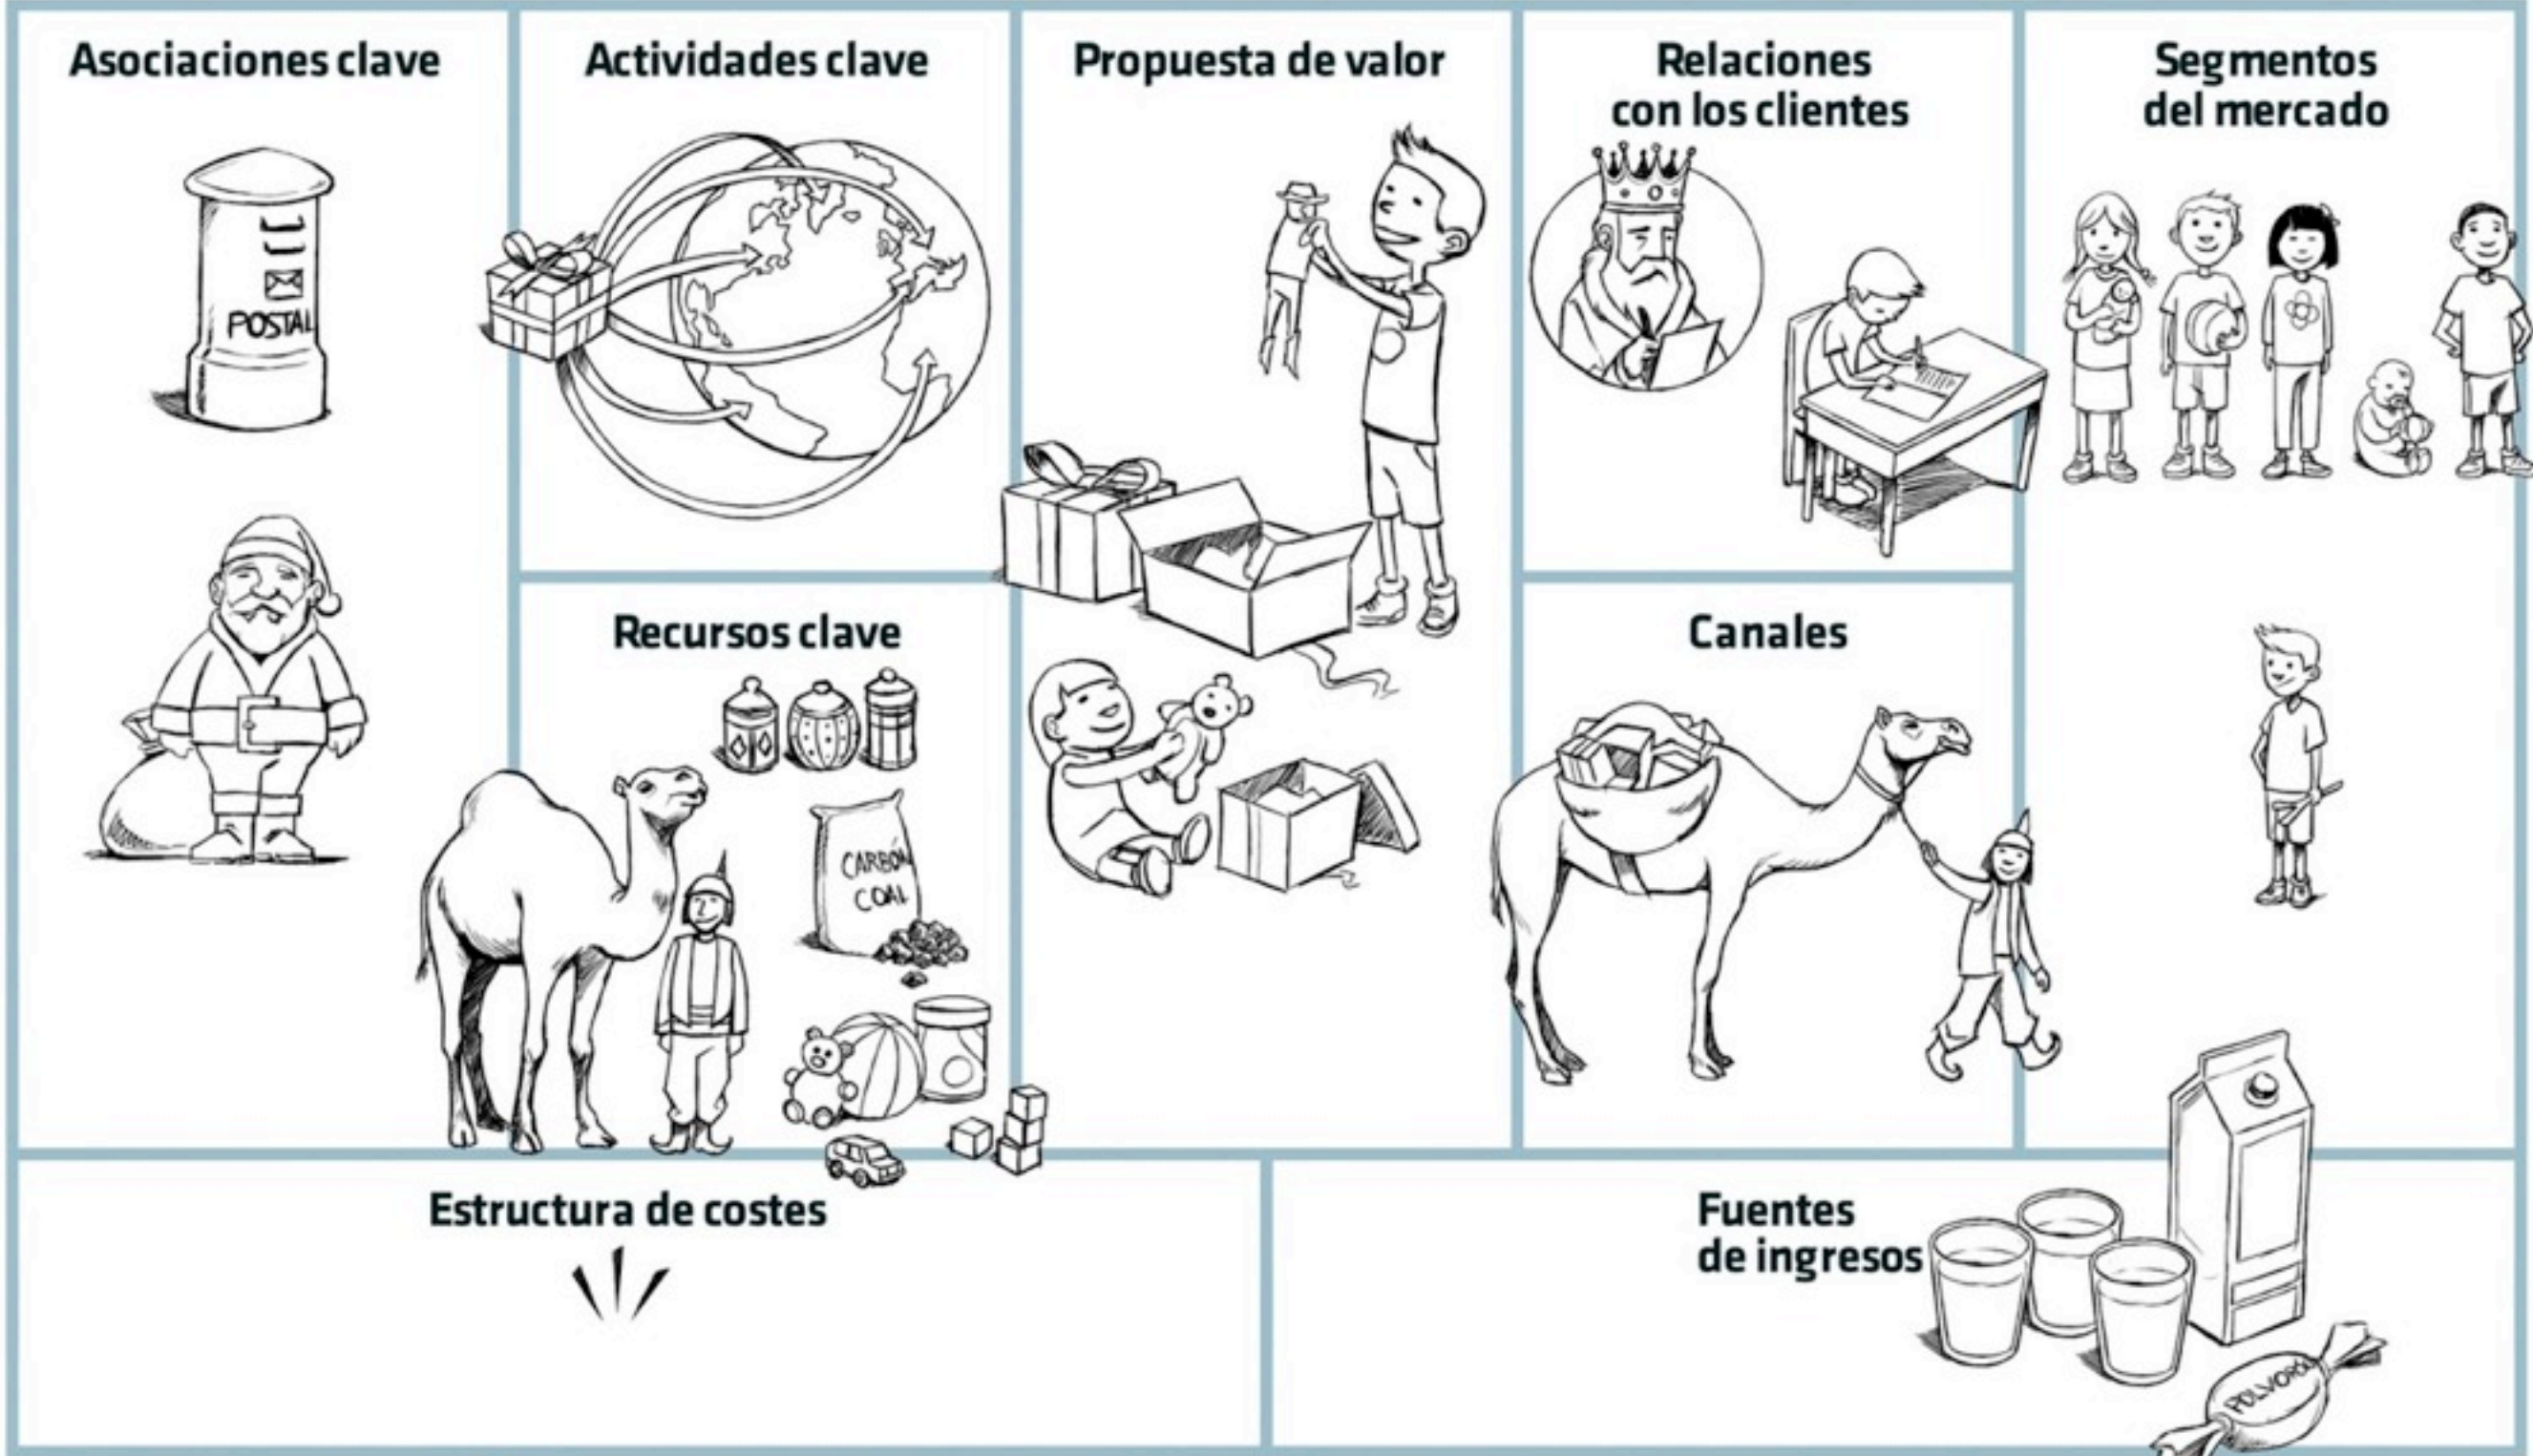 Asociaciones clave
POSTAL
Actividades clave
Recursos clave
CARBÓN
COAL
Propuesta de valor
Relaciones
con los clientes
Canales
Segmentos
del mercado
Estructura de costes
Fuentes
de ingresos
POLVORÓN